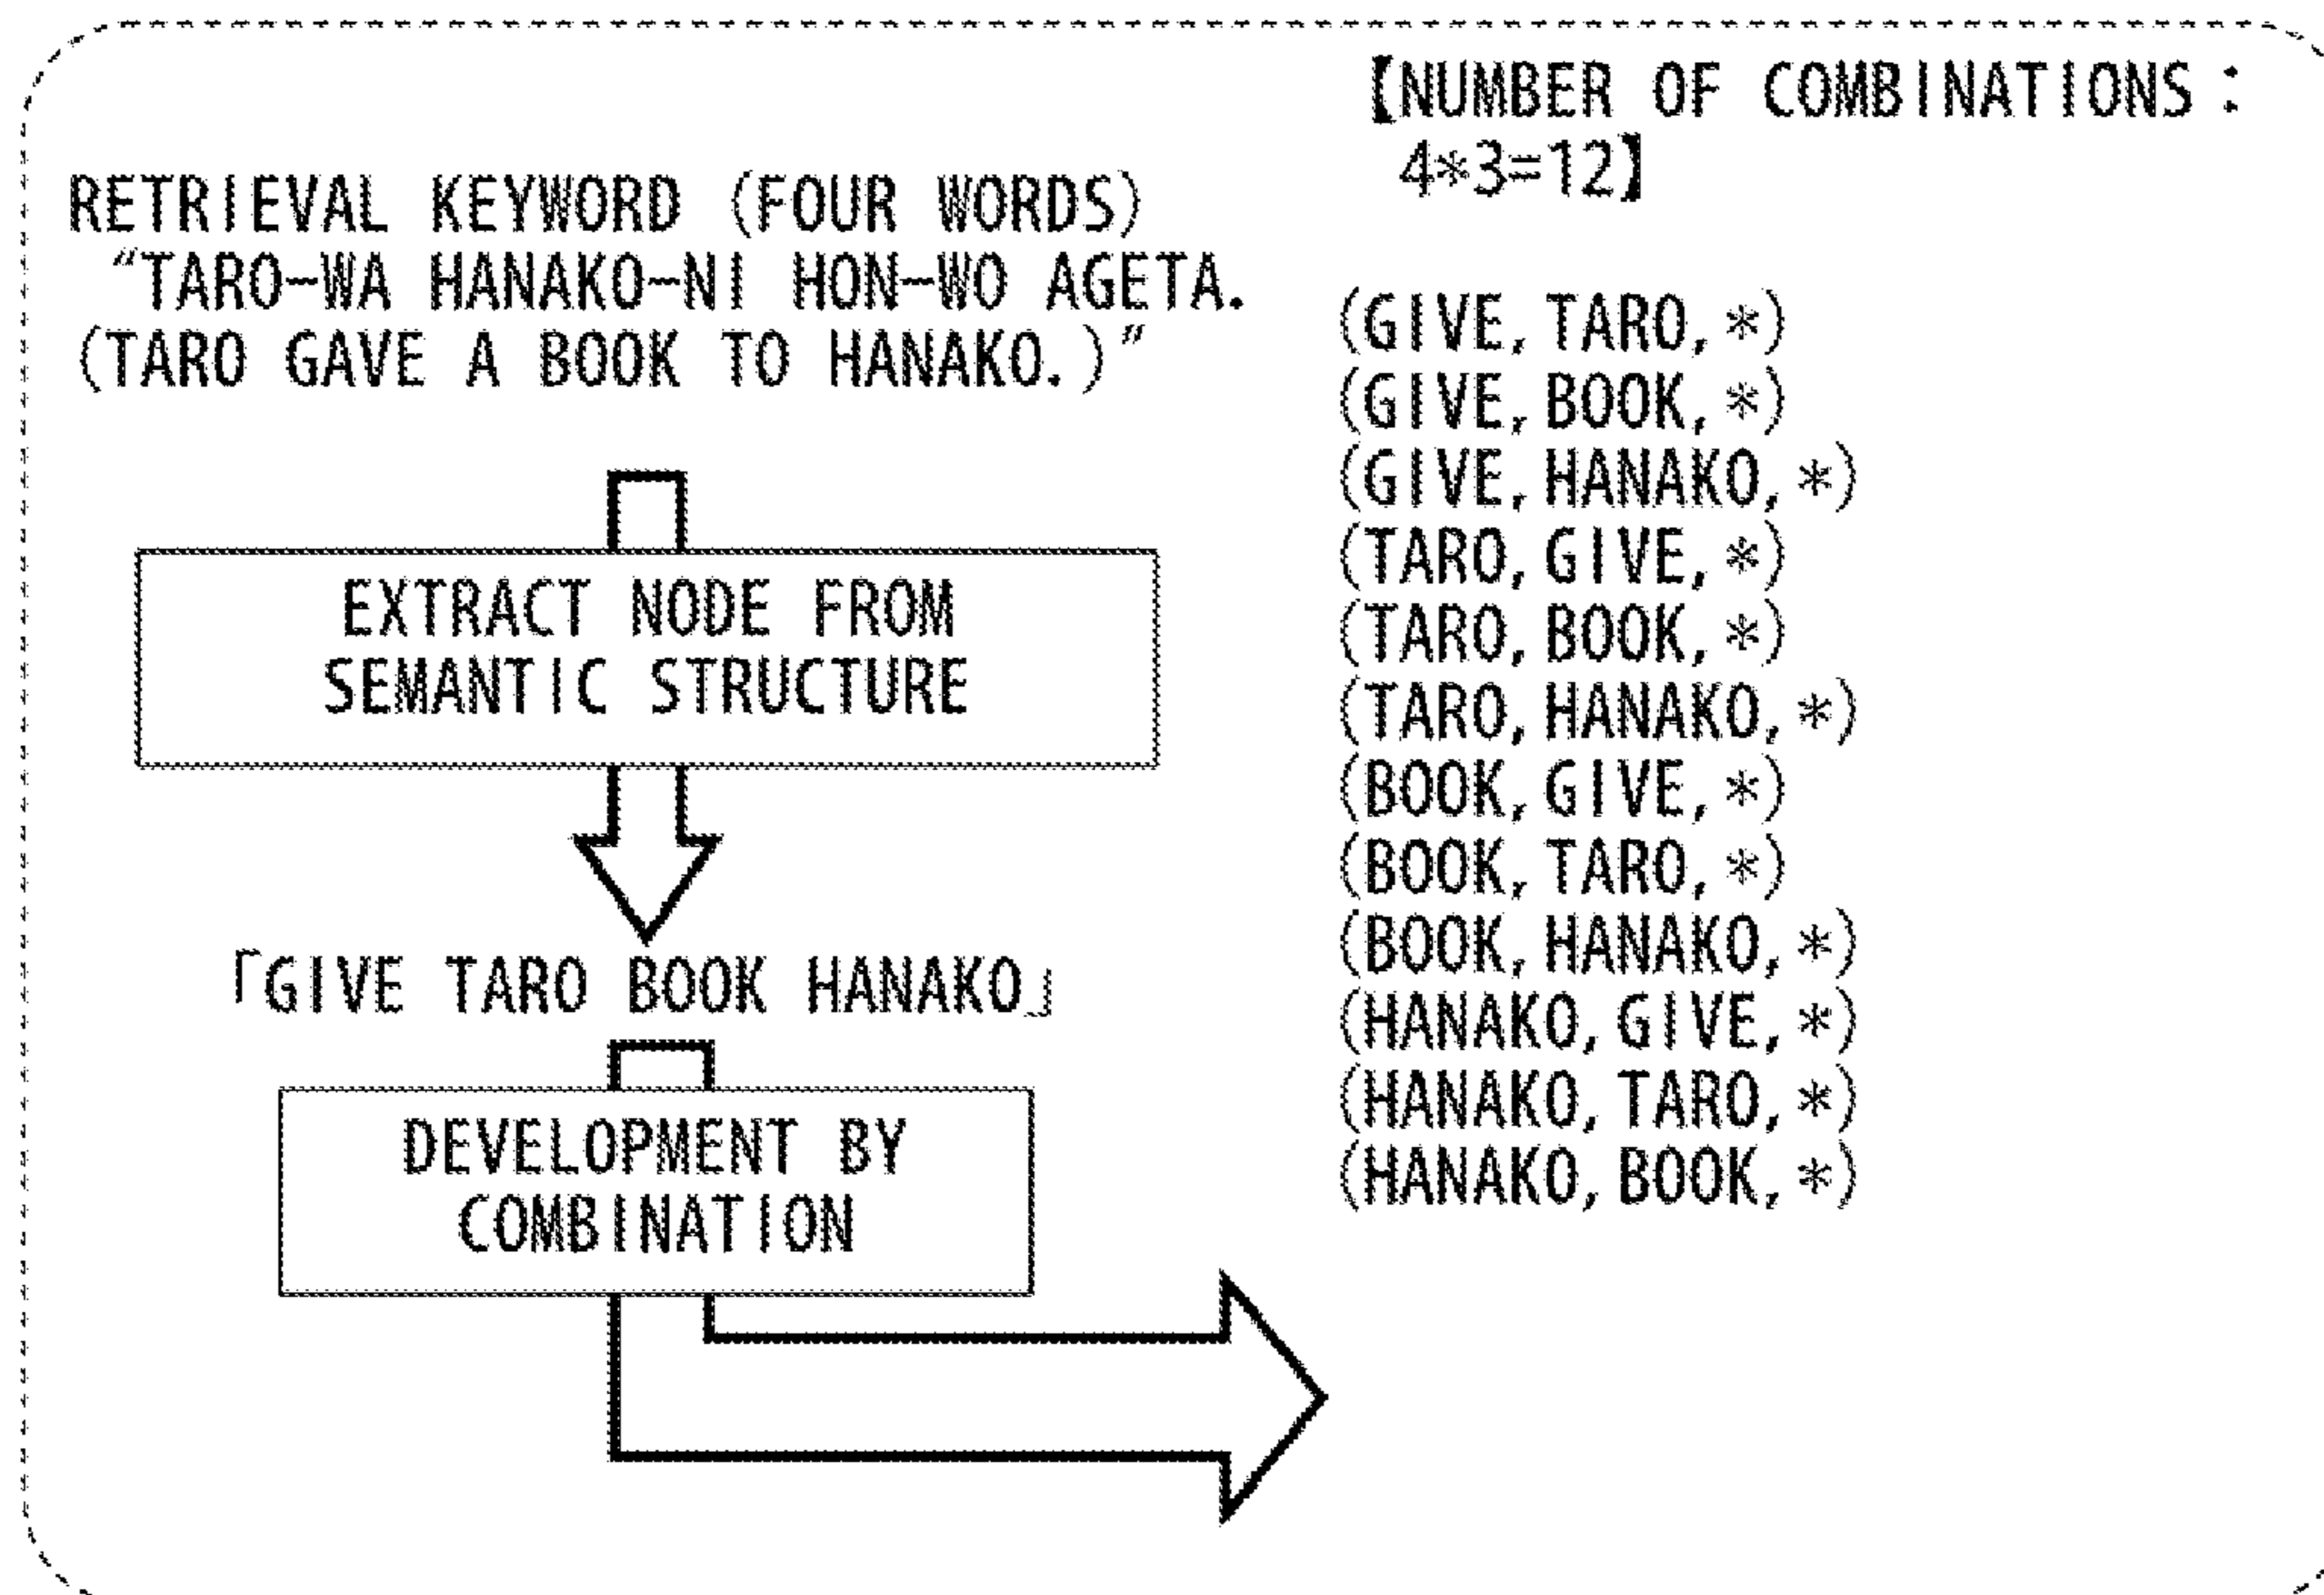 RETRIEVAL KEYWORD (FOUR WORDS)
“TARO-WA HANAKO-NI HON-WO AGETA.
(TARO GAVE A BOOK TO HANAKO.)”
EXTRACT NODE FROM
SEMANTIC STRUCTURE
「GIVE TARO BOOK HANAKO」
DEVELOPMENT BY
COMBINATION
【NUMBER OF COMBINATIONS:
4*3=12】
(GIVE, TARO, *)
(GIVE, BOOK, *)
(GIVE, HANAKO, *)
(TARO, GIVE, *)
(TARO, BOOK, *)
(TARO, HANAKO, *)
(BOOK, GIVE, *)
(BOOK, TARO, *)
(BOOK, HANAKO, *)
(HANAKO, GIVE, *)
(HANAKO, TARO, *)
(HANAKO, BOOK, *)